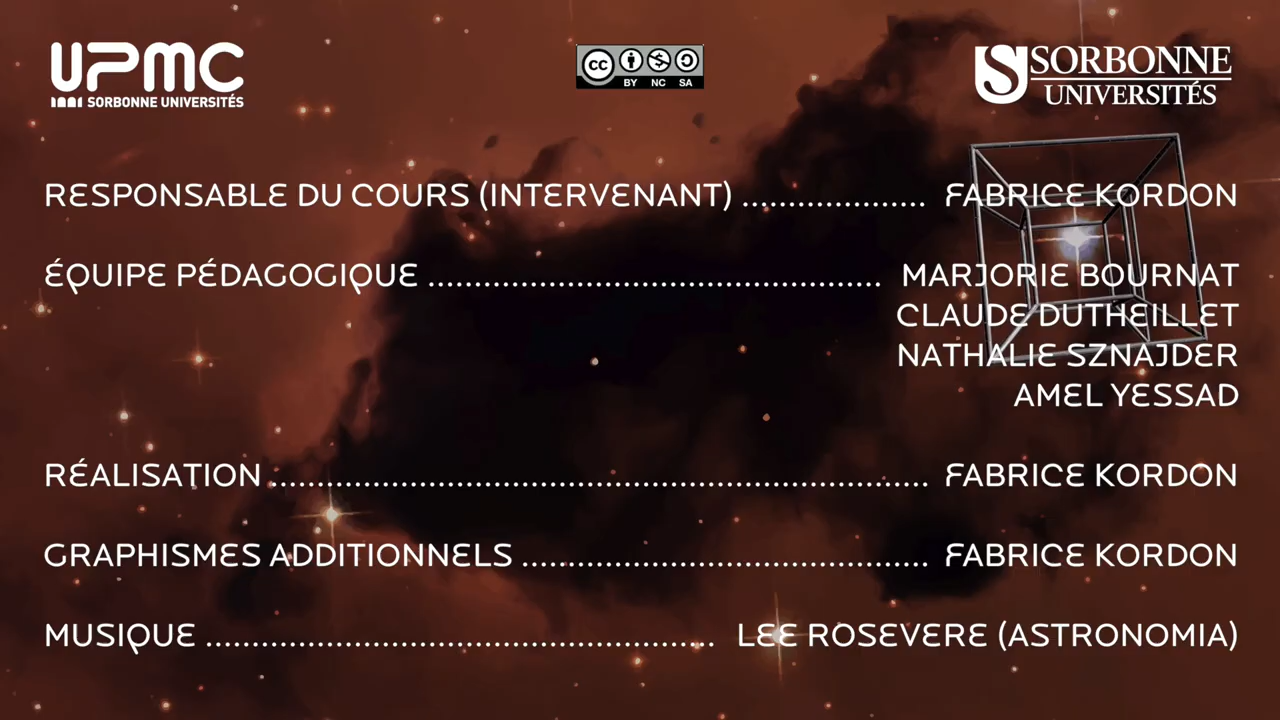 UPMC
SORBONNE UNIVERSITÉS
cc BY NC SA
SORBONNE
UNIVERSITÉS
RESPONSABLE DU COURS (INTERVENANT) .................... FABRICE KORDON
ÉQUIPE PÉDAGOGIQUE ................................................. MARJORIE BOURNAT
CLAUDE DUTHEILLET
NATHALIE SZNAJDER
AMEL YESSAD
RÉALISATION ....................................................................... FABRICE KORDON
GRAPHISMES ADDITIONNELS ............................................ FABRICE KORDON
MUSIQUE ....................................................... LEE ROSEVERE (ASTRONOMIA)